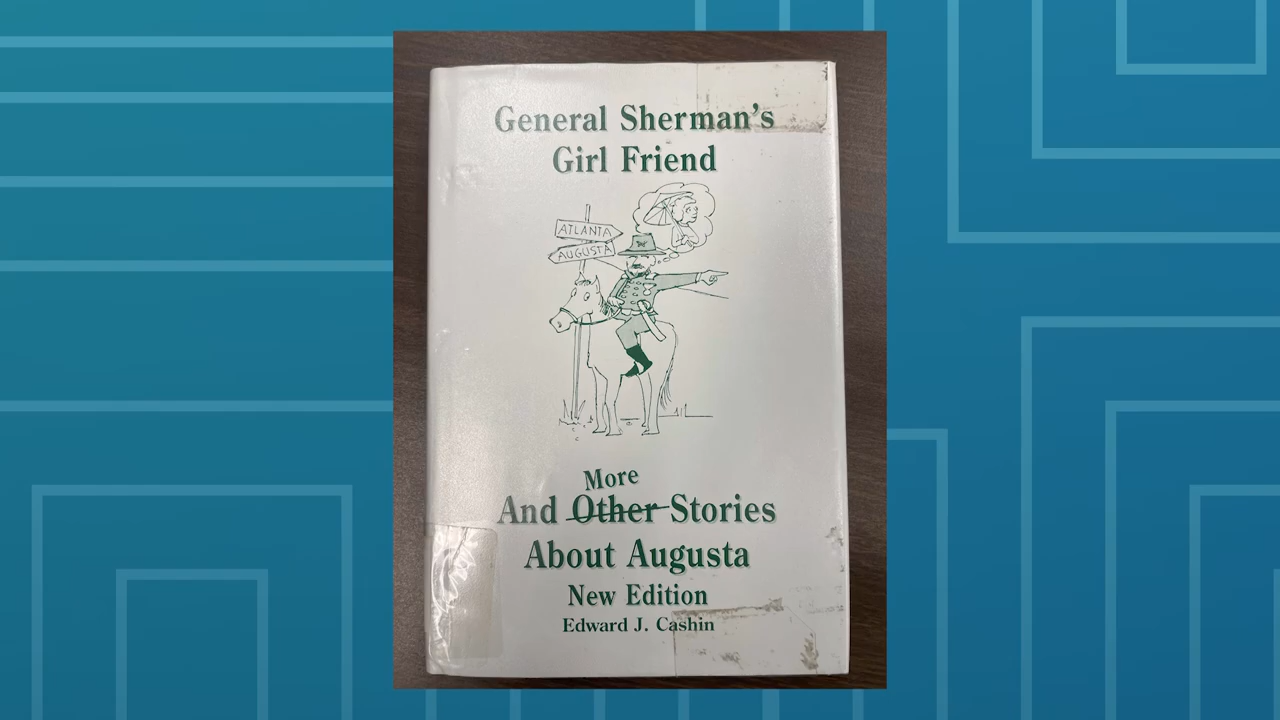 General Sherman's
Girl Friend
ATLANTA
AUGUSTA
More
And Other Stories
About Augusta
New Edition
Edward J. Cashin